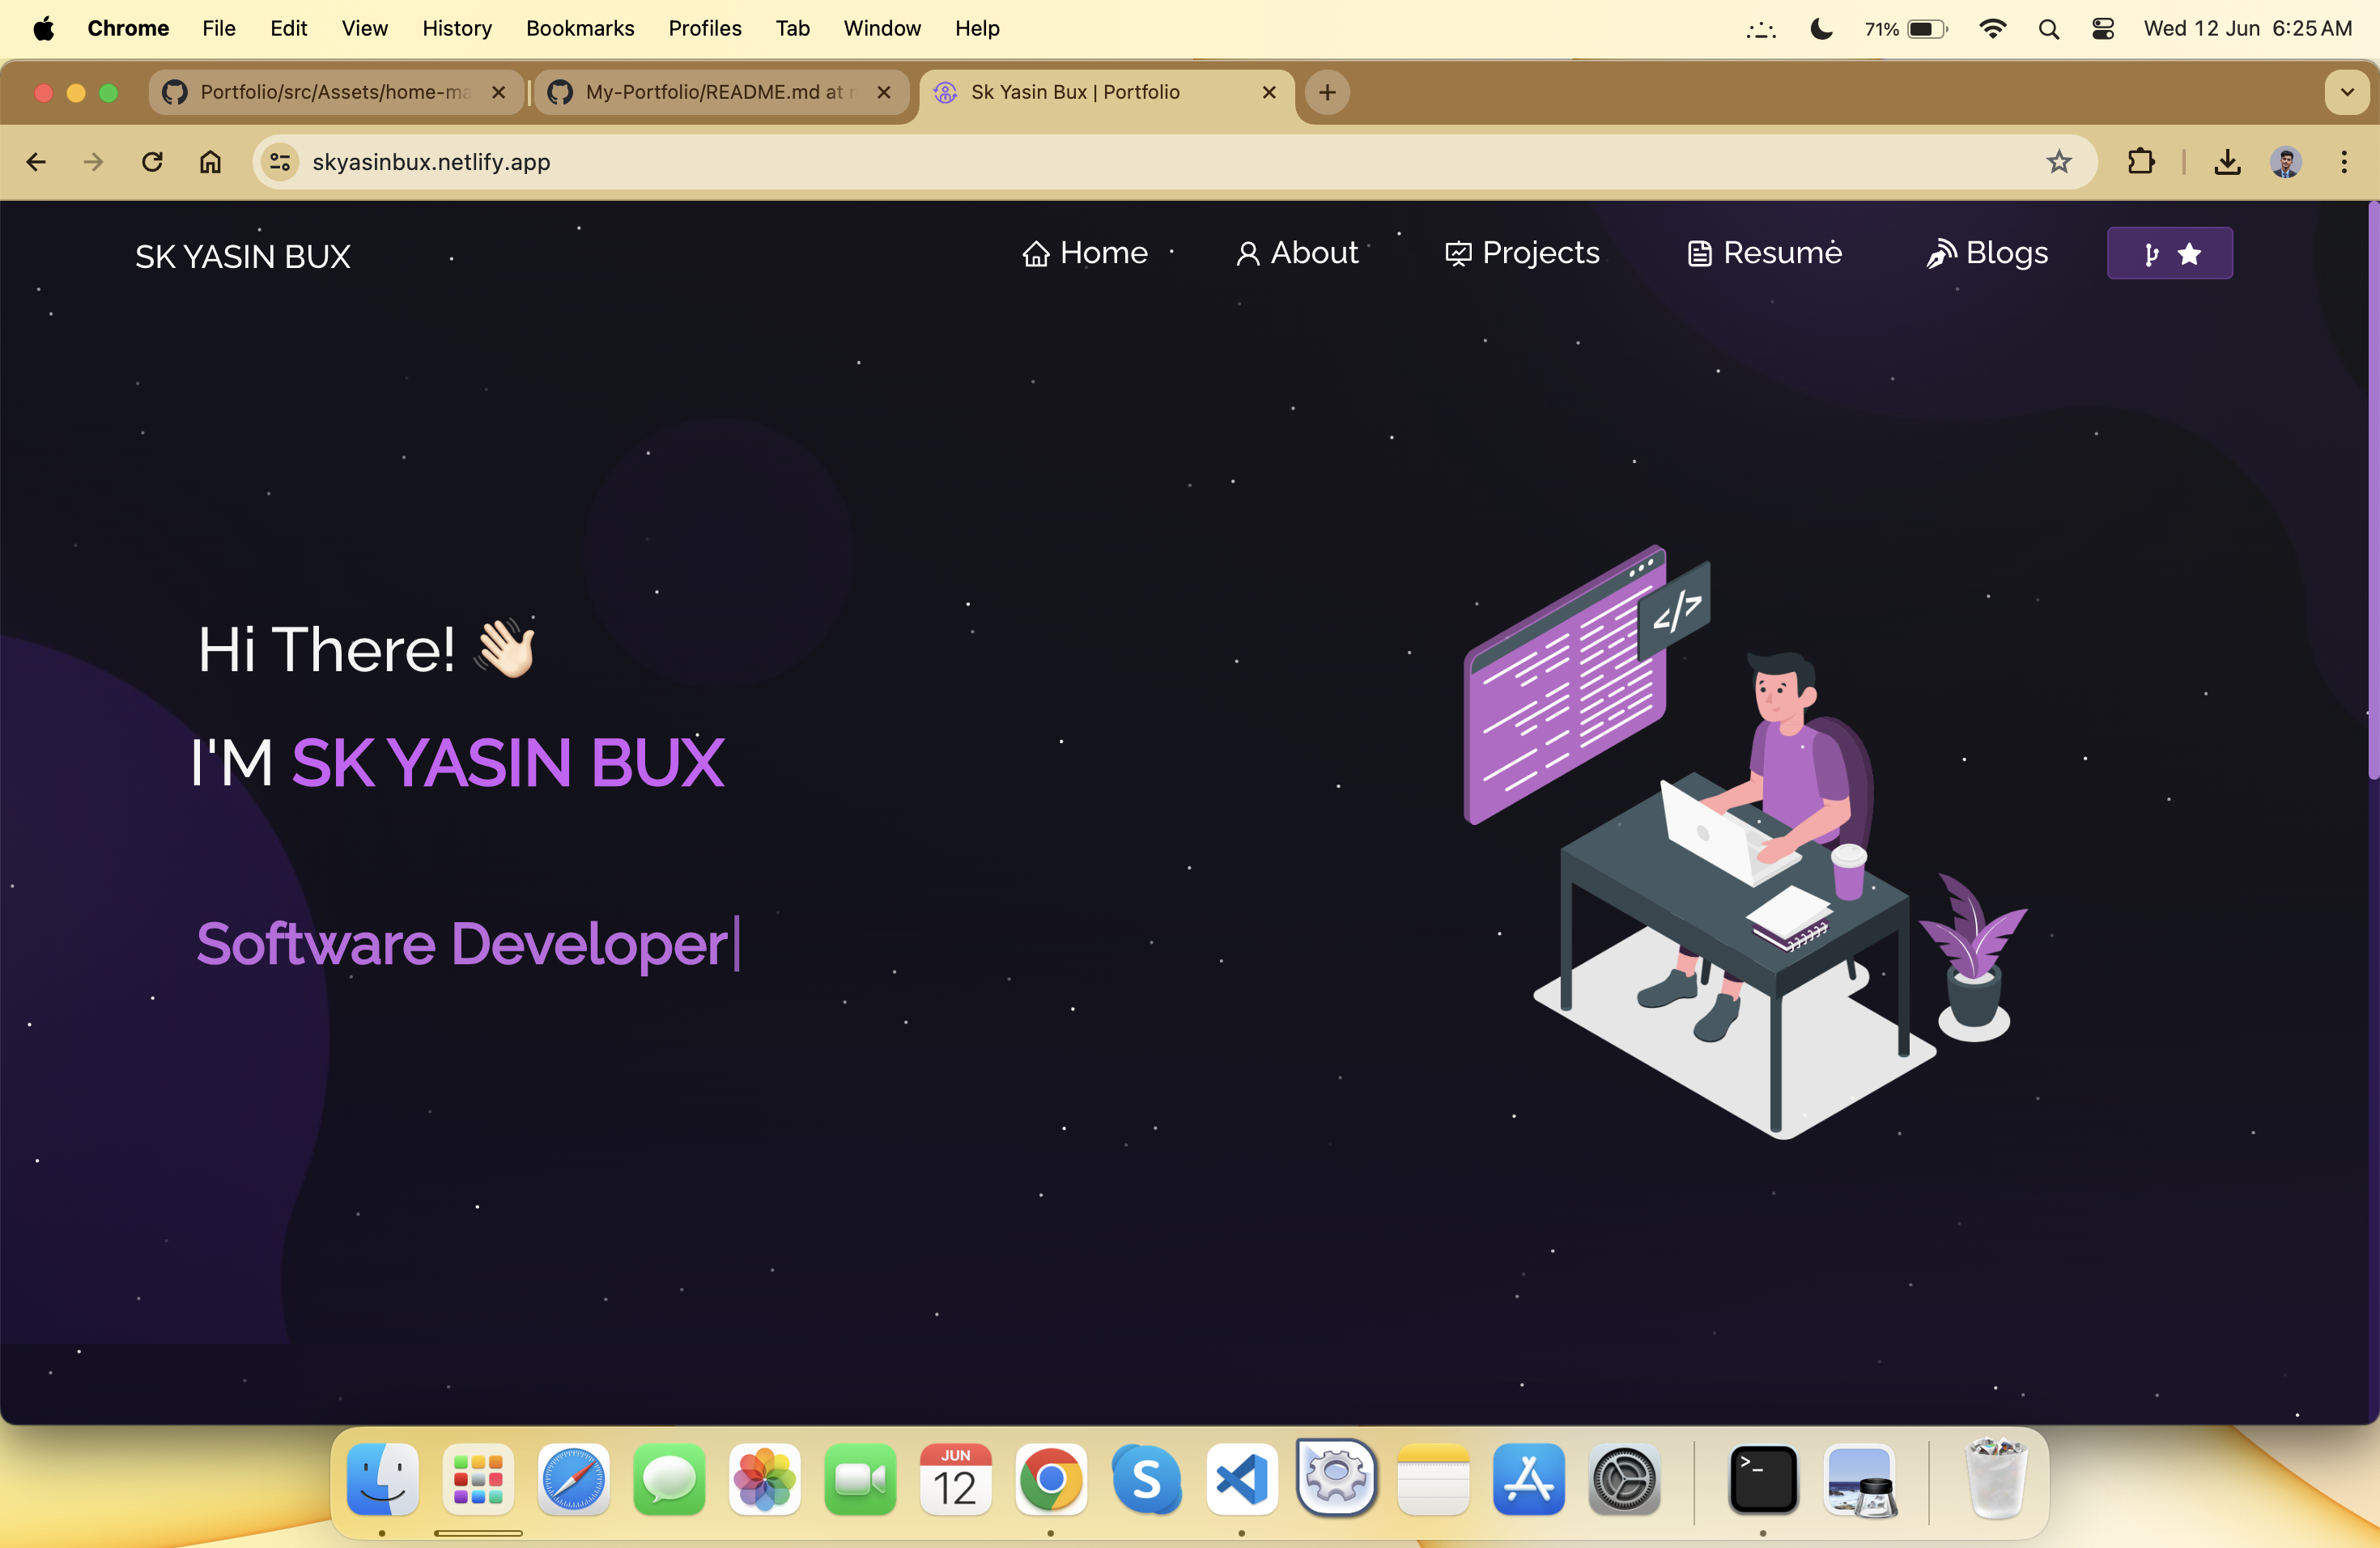 Chrome File Edit View History Bookmarks Profiles Tab Window Help 71% Wed 12 Jun 6:25 AM
Portfolio/src/Assets/home-ma My-Portfolio/README.md at Sk Yasin Bux | Portfolio
skyasinbux.netlify.app
SK YASIN BUX Home About Projects Resume Blogs
</>
Hi There! 👋🏻
I'M SK YASIN BUX
Software Developer
JUN
12
S
>_